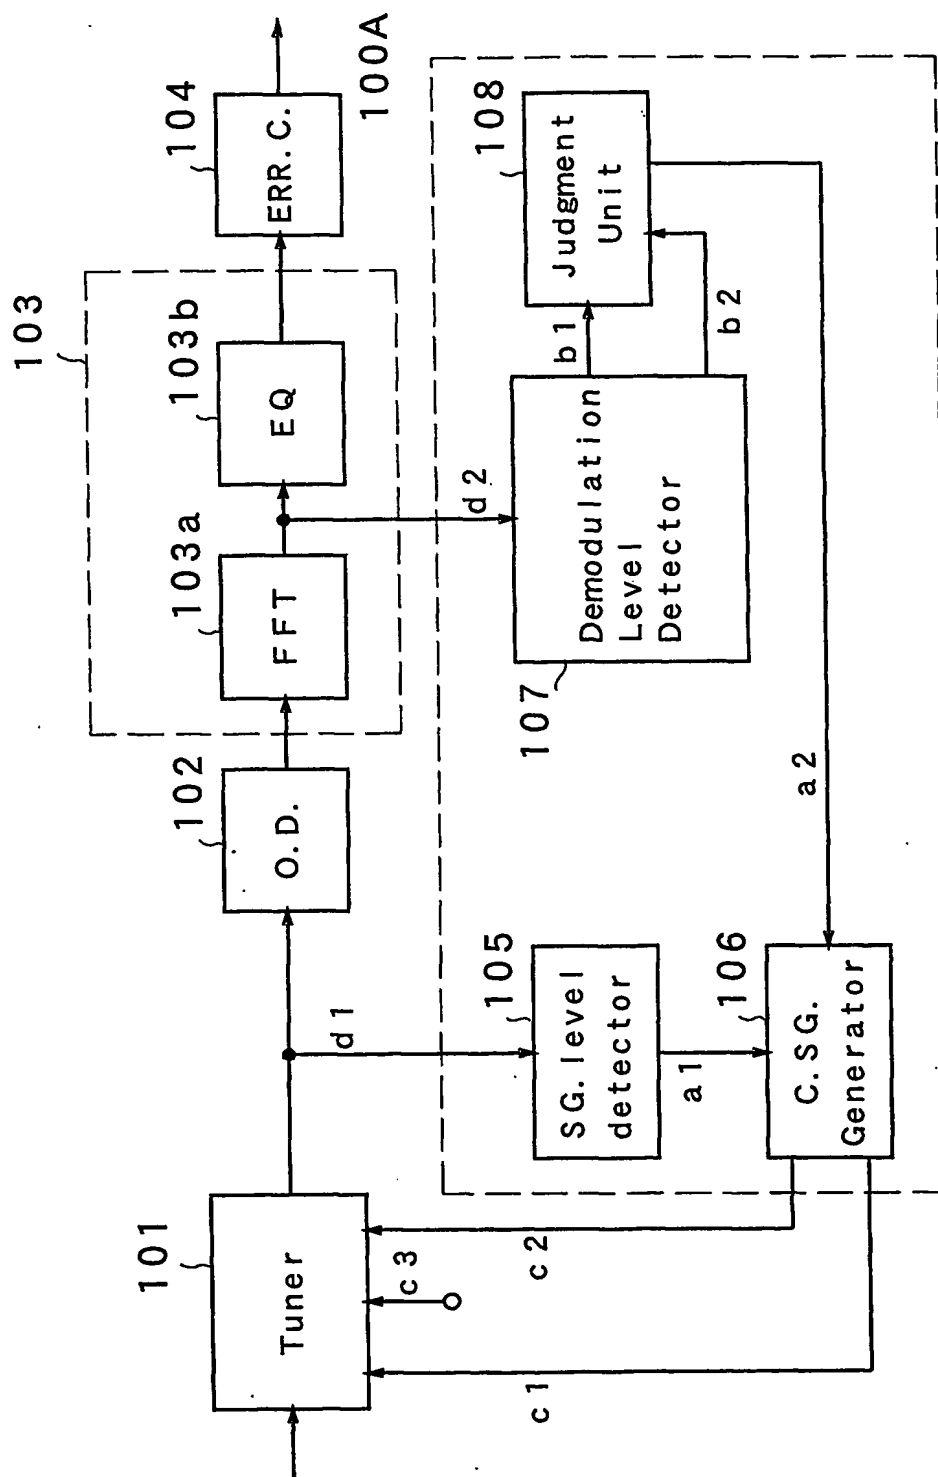 101
Tuner
c1
c3
c2
d1
102
O.D.
103
103a
FFT
103b
EQ
104
ERR.C.
100A
d2
105
SG.level
detector
a1
106
C.SG.
Generator
107
Demodulation
Level
Detector
b1
b2
108
Judgment
Unit
a2